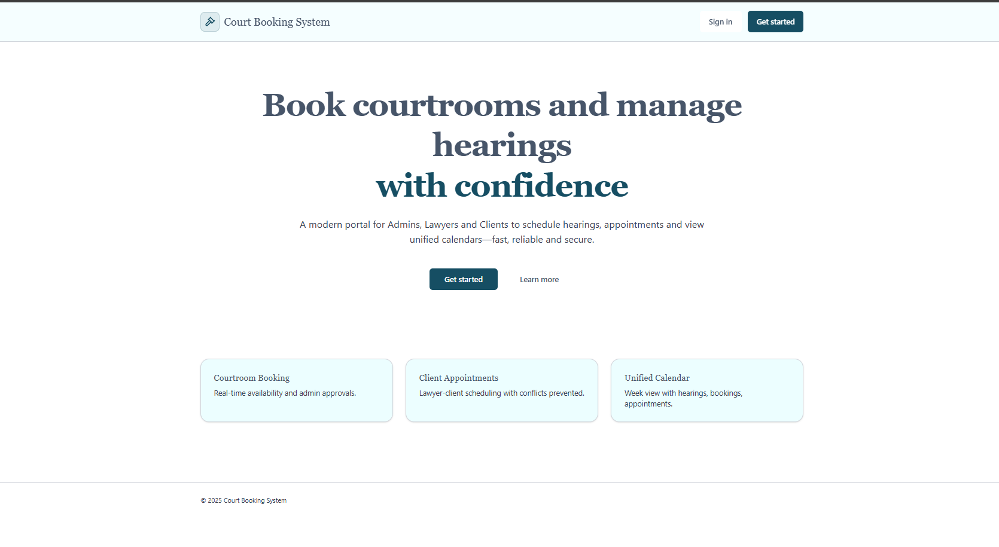 Court Booking System
Sign in
Get started
Book courtrooms and manage
hearings
with confidence
A modern portal for Admins, Lawyers and Clients to schedule hearings, appointments and view
unified calendars—fast, reliable and secure.
Get started
Learn more
Courtroom Booking
Real-time availability and admin approvals.
Client Appointments
Lawyer-client scheduling with conflicts prevented.
Unified Calendar
Week view with hearings, bookings,
appointments.
© 2025 Court Booking System